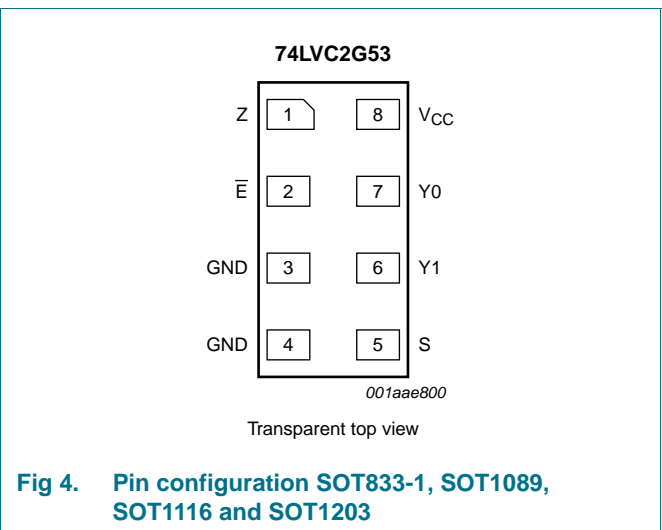 74LVC2G53
Z 1 8 VCC
E̅ 2 7 Y0
GND 3 6 Y1
GND 4 5 S
001aae800
Transparent top view
Fig 4. Pin configuration SOT833-1, SOT1089,
SOT1116 and SOT1203